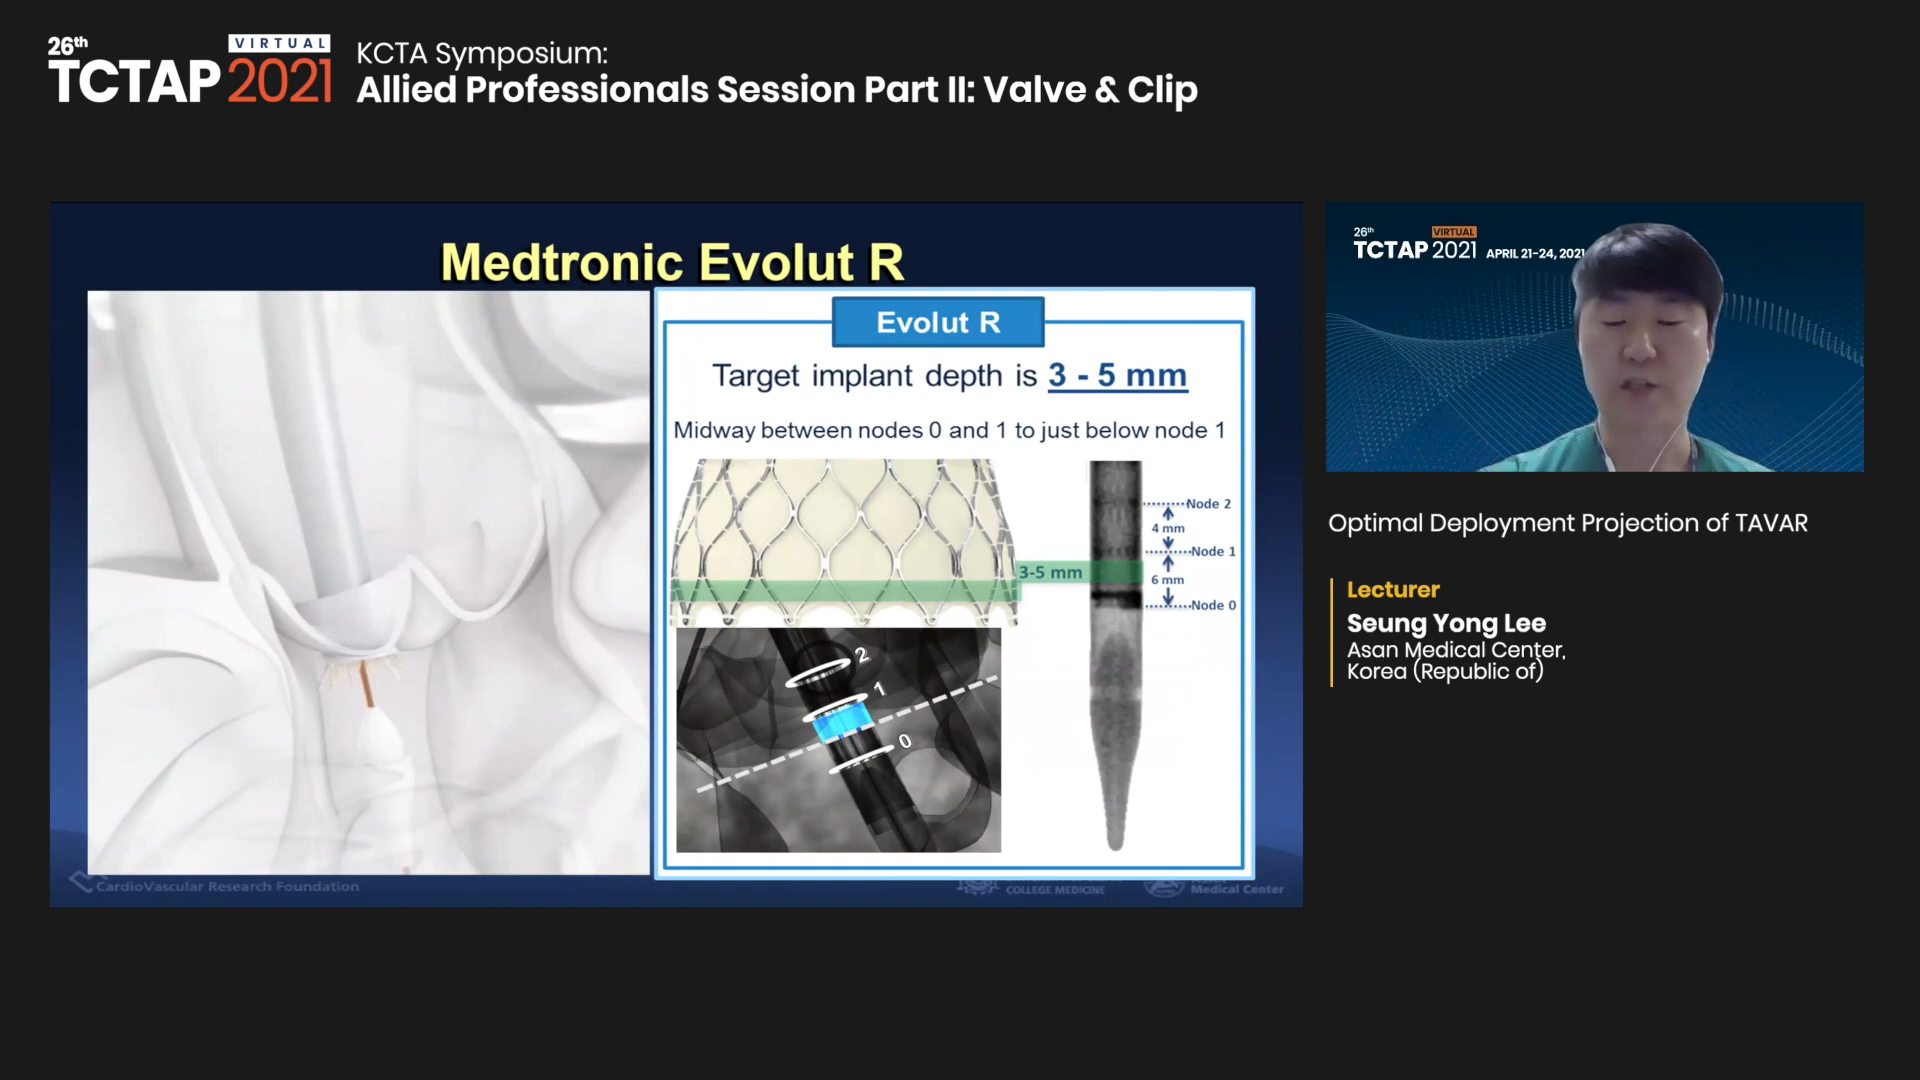 26th
VIRTUAL
TCTAP 2021
KCTA Symposium:
Allied Professionals Session Part II: Valve & Clip
Medtronic Evolut R
Evolut R
Target implant depth is 3 - 5 mm
Midway between nodes 0 and 1 to just below node 1
Node 2
4 mm
Node 1
3-5 mm
6 mm
Node 0
2
1
0
CardioVascular Research Foundation
COLLEGE MEDICINE
Medical Center
26th
VIRTUAL
TCTAP 2021 APRIL 21-24, 2021
Optimal Deployment Projection of TAVAR
Lecturer
Seung Yong Lee
Asan Medical Center,
Korea (Republic of)